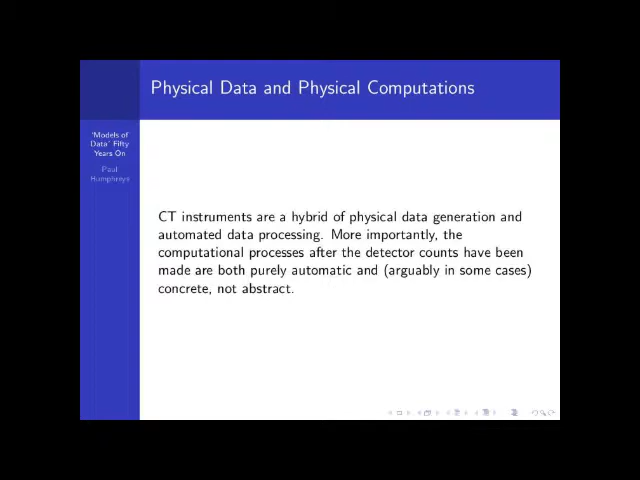 Physical Data and Physical Computations
'Models of
Data' Fifty
Years On
Paul
Humphreys
CT instruments are a hybrid of physical data generation and
automated data processing. More importantly, the
computational processes after the detector counts have been
made are both purely automatic and (arguably in some cases)
concrete, not abstract.